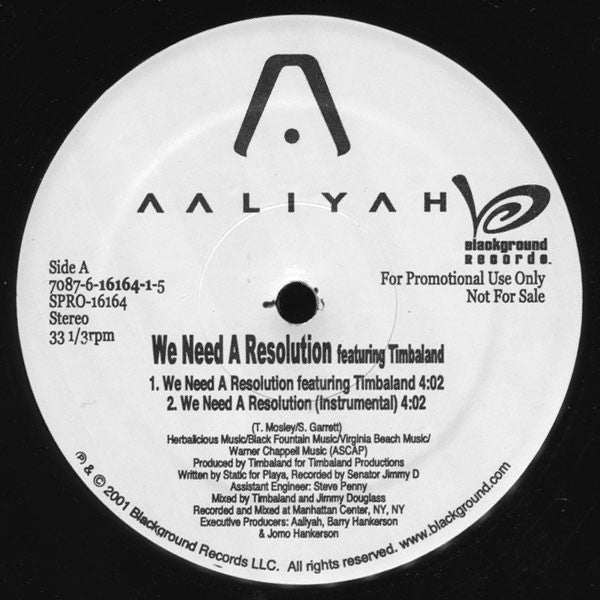 AALIYAH
Blackground
Records.
Side A
7087-6-16164-1-5
SPRO-16164
Stereo
33 1/3rpm
For Promotional Use Only
Not For Sale
We Need A Resolution featuring Timbaland
1. We Need A Resolution featuring Timbaland 4:02
2. We Need A Resolution (Instrumental) 4:02
(T. Mosley/S. Garrett)
Herbalicious Music/Black Fountain Music/Virginia Beach Music/
Warner Chappell Music (ASCAP)
Produced by Timbaland for Timbaland Productions
Written by Static for Playa, Recorded by Senator Jimmy D
Assistant Engineer: Steve Penny
Mixed by Timbaland and Jimmy Douglass
Recorded and Mixed at Manhattan Center, NY, NY
Executive Producers: Aaliyah, Barry Hankerson
& Jomo Hankerson
℗ & © 2001 Blackground Records LLC. All rights reserved. www.blackground.com